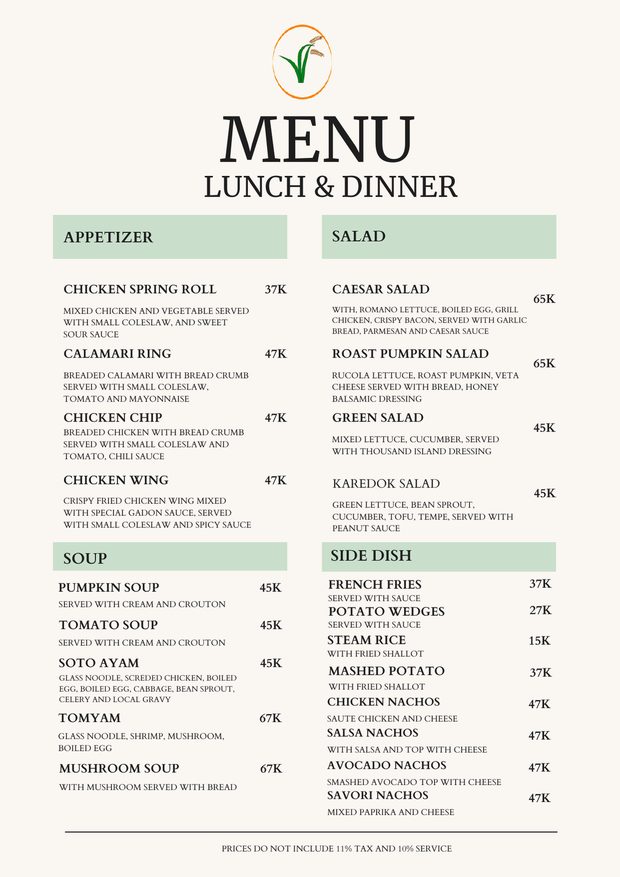 MENU
LUNCH & DINNER
APPETIZER
CHICKEN SPRING ROLL 37K
MIXED CHICKEN AND VEGETABLE SERVED
WITH SMALL COLESLAW, AND SWEET
SOUR SAUCE
CALAMARI RING 47K
BREADED CALAMARI WITH BREAD CRUMB
SERVED WITH SMALL COLESLAW,
TOMATO AND MAYONNAISE
CHICKEN CHIP 47K
BREADED CHICKEN WITH BREAD CRUMB
SERVED WITH SMALL COLESLAW AND
TOMATO, CHILI SAUCE
CHICKEN WING 47K
CRISPY FRIED CHICKEN WING MIXED
WITH SPECIAL GADON SAUCE, SERVED
WITH SMALL COLESLAW AND SPICY SAUCE
SOUP
PUMPKIN SOUP 45K
SERVED WITH CREAM AND CROUTON
TOMATO SOUP 45K
SERVED WITH CREAM AND CROUTON
SOTO AYAM 45K
GLASS NOODLE, SCREDED CHICKEN, BOILED
EGG, BOILED EGG, CABBAGE, BEAN SPROUT,
CELERY AND LOCAL GRAVY
TOMYAM 67K
GLASS NOODLE, SHRIMP, MUSHROOM,
BOILED EGG
MUSHROOM SOUP 67K
WITH MUSHROOM SERVED WITH BREAD
SALAD
CAESAR SALAD 65K
WITH, ROMANO LETTUCE, BOILED EGG, GRILL
CHICKEN, CRISPY BACON, SERVED WITH GARLIC
BREAD, PARMESAN AND CAESAR SAUCE
ROAST PUMPKIN SALAD 65K
RUCOLA LETTUCE, ROAST PUMPKIN, VETA
CHEESE SERVED WITH BREAD, HONEY
BALSAMIC DRESSING
GREEN SALAD 45K
MIXED LETTUCE, CUCUMBER, SERVED
WITH THOUSAND ISLAND DRESSING
KAREDOK SALAD 45K
GREEN LETTUCE, BEAN SPROUT,
CUCUMBER, TOFU, TEMPE, SERVED WITH
PEANUT SAUCE
SIDE DISH
FRENCH FRIES 37K
SERVED WITH SAUCE
POTATO WEDGES 27K
SERVED WITH SAUCE
STEAM RICE 15K
WITH FRIED SHALLOT
MASHED POTATO 37K
WITH FRIED SHALLOT
CHICKEN NACHOS 47K
SAUTE CHICKEN AND CHEESE
SALSA NACHOS 47K
WITH SALSA AND TOP WITH CHEESE
AVOCADO NACHOS 47K
SMASHED AVOCADO TOP WITH CHEESE
SAVORI NACHOS 47K
MIXED PAPRIKA AND CHEESE
PRICES DO NOT INCLUDE 11% TAX AND 10% SERVICE